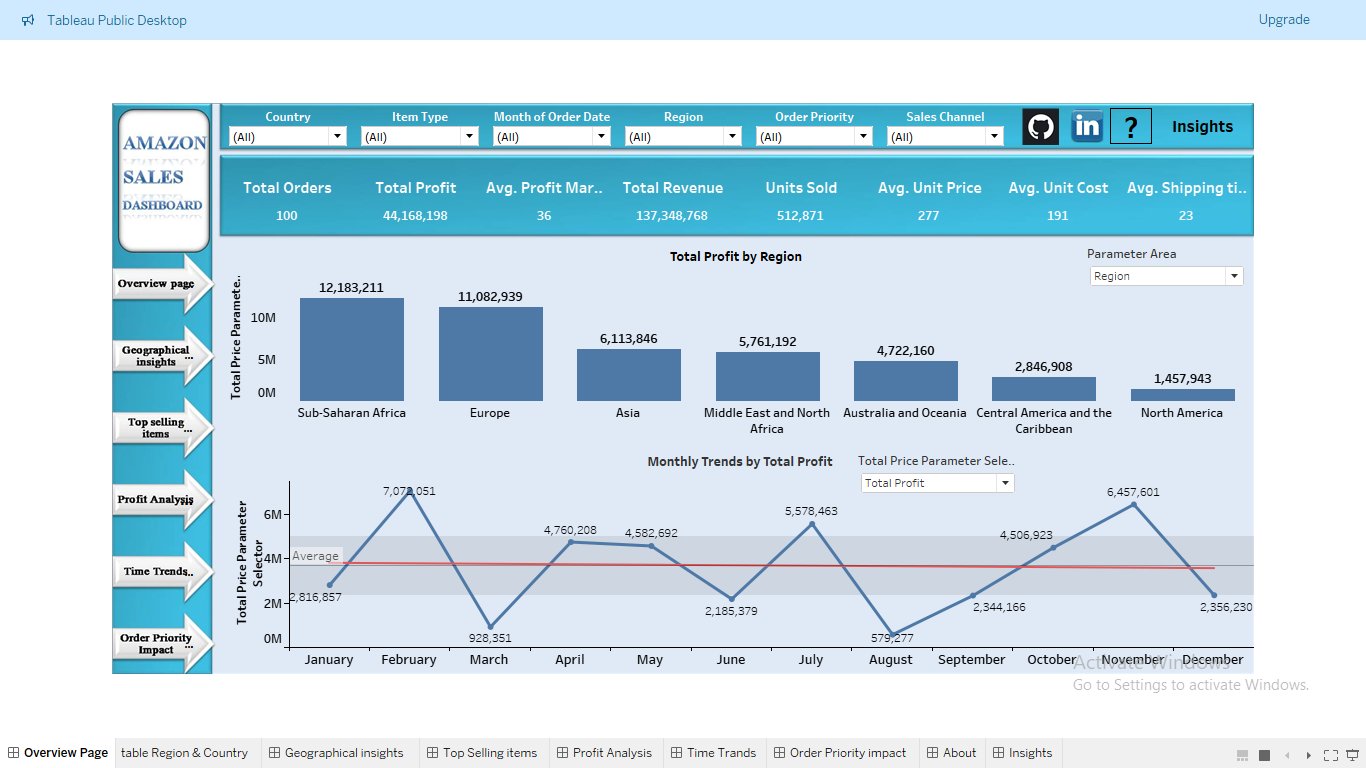 Tableau Public Desktop
Upgrade
AMAZON
SALES
DASHBOARD
Country
Item Type
Month of Order Date
Region
Order Priority
Sales Channel
(All)
(All)
(All)
(All)
(All)
(All)
in
?
Insights
Total Orders
Total Profit
Avg. Profit Mar..
Total Revenue
Units Sold
Avg. Unit Price
Avg. Unit Cost
Avg. Shipping ti..
100
44,168,198
36
137,348,768
512,871
277
191
23
Overview page
Geographical ...
insights
Top selling ...
items
Profit Analysis...
Time Trends..
Order Priority ...
Impact
Total Profit by Region
Parameter Area
Region
Total Price Paramete..
10M
5M
0M
12,183,211
11,082,939
6,113,846
5,761,192
4,722,160
2,846,908
1,457,943
Sub-Saharan Africa
Europe
Asia
Middle East and North
Africa
Australia and Oceania
Central America and the
Caribbean
North America
Monthly Trends by Total Profit
Total Price Parameter Sele..
Total Profit
Total Price Parameter
Selector
6M
4M
2M
0M
Average
2,816,857
928,351
4,760,208
4,582,692
2,185,379
5,578,463
579,277
2,344,166
4,506,923
6,457,601
2,356,230
January
February
March
April
May
June
July
August
September
October
November
December
Activate Windows
Go to Settings to activate Windows.
Overview Page
table Region & Country
Geographical insights
Top Selling items
Profit Analysis
Time Trands
Order Priority impact
About
Insights